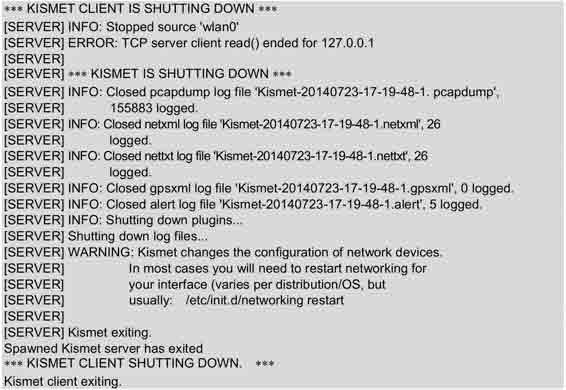 *** KISMET CLIENT IS SHUTTING DOWN ***
[SERVER] INFO: Stopped source 'wlan0'
[SERVER] ERROR: TCP server client read() ended for 127.0.0.1
[SERVER]
[SERVER] *** KISMET IS SHUTTING DOWN ***
[SERVER] INFO: Closed pcapdump log file 'Kismet-20140723-17-19-48-1. pcapdump',
[SERVER] 155883 logged.
[SERVER] INFO: Closed netxml log file 'Kismet-20140723-17-19-48-1.netxml', 26
[SERVER] logged.
[SERVER] INFO: Closed nettxt log file 'Kismet-20140723-17-19-48-1.nettxt', 26
[SERVER] logged.
[SERVER] INFO: Closed gpsxml log file 'Kismet-20140723-17-19-48-1.gpsxml', 0 logged.
[SERVER] INFO: Closed alert log file 'Kismet-20140723-17-19-48-1.alert', 5 logged.
[SERVER] INFO: Shutting down plugins...
[SERVER] Shutting down log files...
[SERVER] WARNING: Kismet changes the configuration of network devices.
[SERVER] In most cases you will need to restart networking for
[SERVER] your interface (varies per distribution/OS, but
[SERVER] usually: /etc/init.d/networking restart
[SERVER]
[SERVER] Kismet exiting.
Spawned Kismet server has exited
*** KISMET CLIENT SHUTTING DOWN. ***
Kismet client exiting.